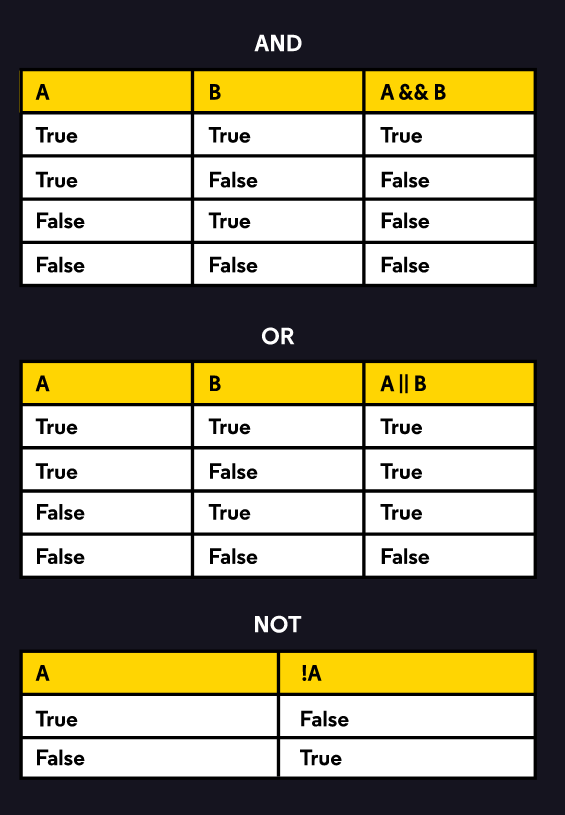 AND
A B A && B
True True True
True False False
False True False
False False False
OR
A B A || B
True True True
True False True
False True True
False False False
NOT
A !A
True False
False True